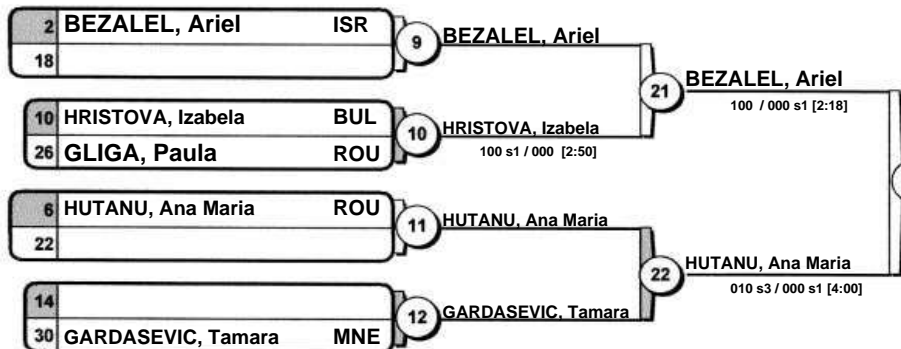 2 BEZALEL, Ariel ISR
18
9 BEZALEL, Ariel
10 HRISTOVA, Izabela BUL
26 GLIGA, Paula ROU
10 HRISTOVA, Izabela
100 s1 / 000 [2:50]
21 BEZALEL, Ariel
100 / 000 s1 [2:18]
6 HUTANU, Ana Maria ROU
22
11 HUTANU, Ana Maria
14
30 GARDASEVIC, Tamara MNE
12 GARDASEVIC, Tamara
22 HUTANU, Ana Maria
010 s3 / 000 s1 [4:00]